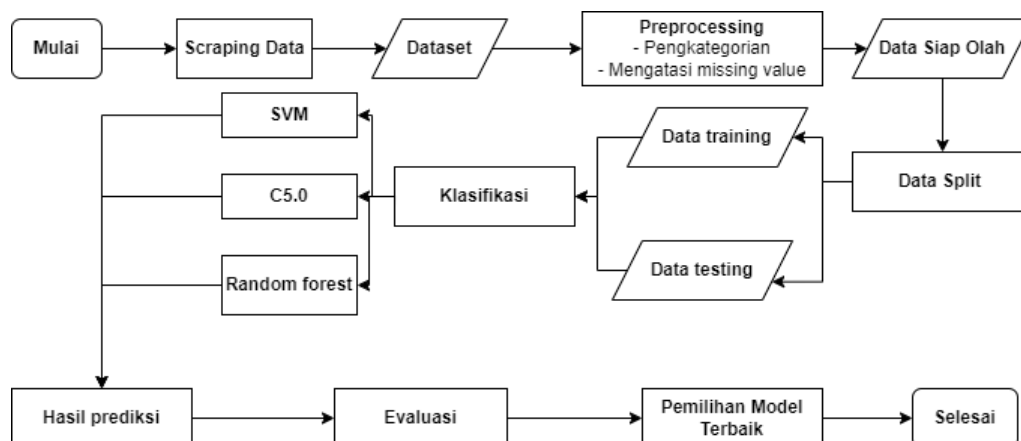 Mulai
Scraping Data
Dataset
Preprocessing
- Pengkategorian
- Mengatasi missing value
Data Siap Olah
SVM
Data training
C5.0
Klasifikasi
Data Split
Random forest
Data testing
Hasil prediksi
Evaluasi
Pemilihan Model
Terbaik
Selesai